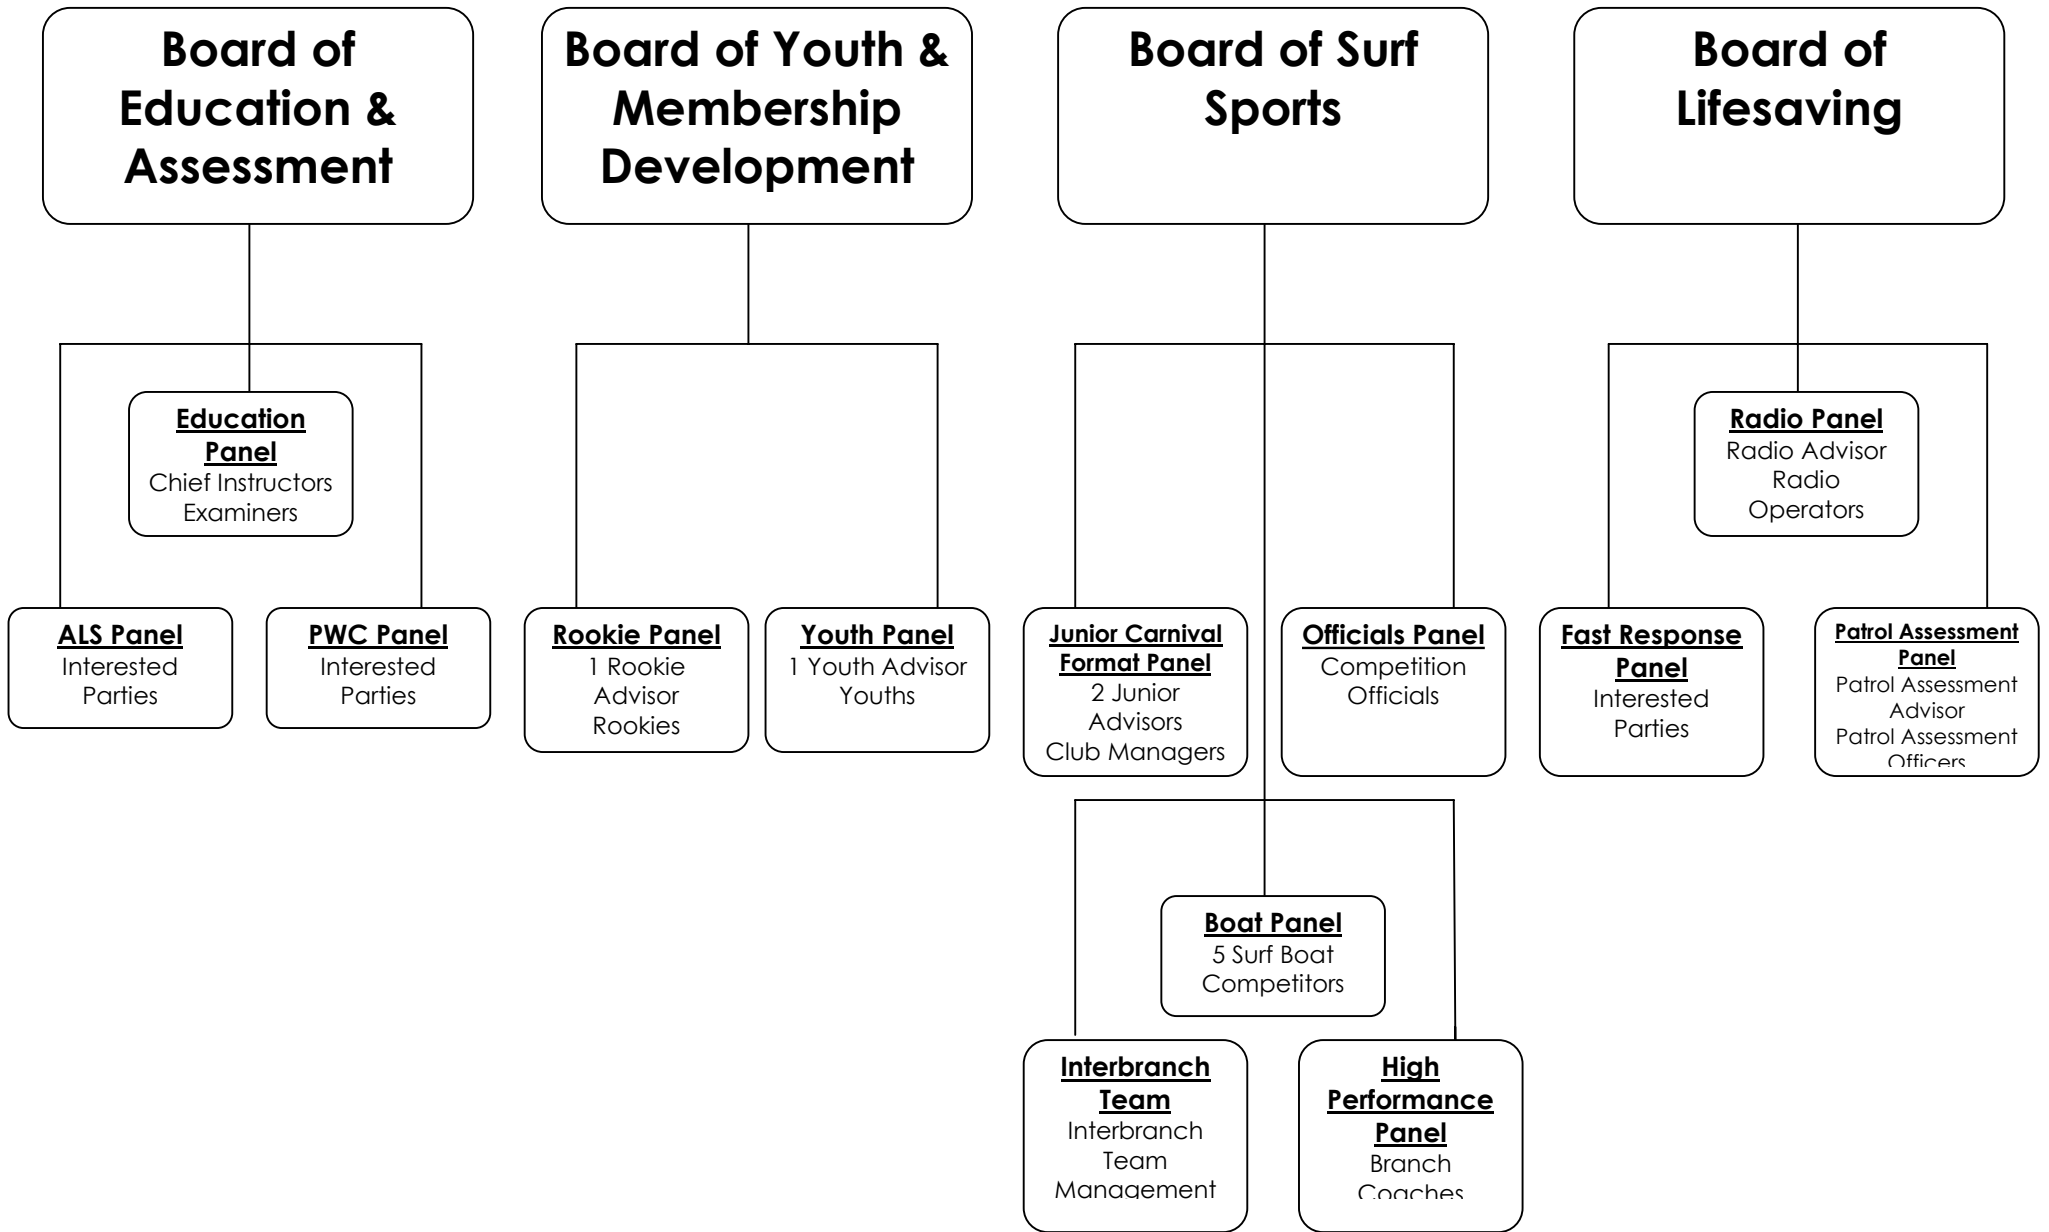 Board of
Education &
Assessment
Board of Youth &
Membership
Development
Board of Surf
Sports
Board of
Lifesaving
Education
Panel
Chief Instructors
Examiners
Radio Panel
Radio Advisor
Radio
Operators
ALS Panel
Interested
Parties
PWC Panel
Interested
Parties
Rookie Panel
1 Rookie
Advisor
Rookies
Youth Panel
1 Youth Advisor
Youths
Junior Carnival
Format Panel
2 Junior
Advisors
Club Managers
Officials Panel
Competition
Officials
Fast Response
Panel
Interested
Parties
Patrol Assessment
Panel
Patrol Assessment
Advisor
Patrol Assessment
Officers
Boat Panel
5 Surf Boat
Competitors
Interbranch
Team
Interbranch
Team
Management
High
Performance
Panel
Branch
Coaches